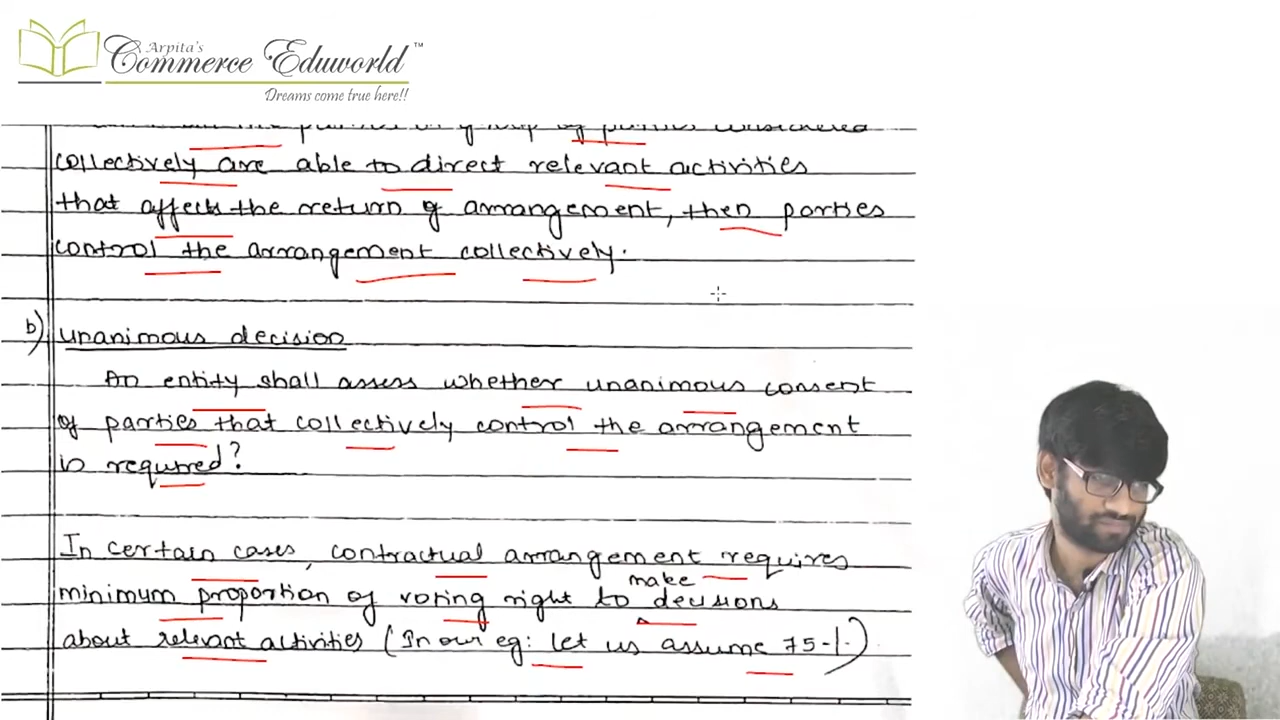 Arpita's
Commerce Eduworld™
Dreams come true here!!
considered
collectively are able to direct relevant activities
that affects the return of arrangement, then parties
control the arrangement collectively.
b) unanimous decision
An entity shall assess whether unanimous consent
of parties that collectively control the arrangement
is required?
In certain cases, contractual arrangement requires
make
minimum proportion of voting right to decisions
about relevant activities (In our eg: let us assume 75%)